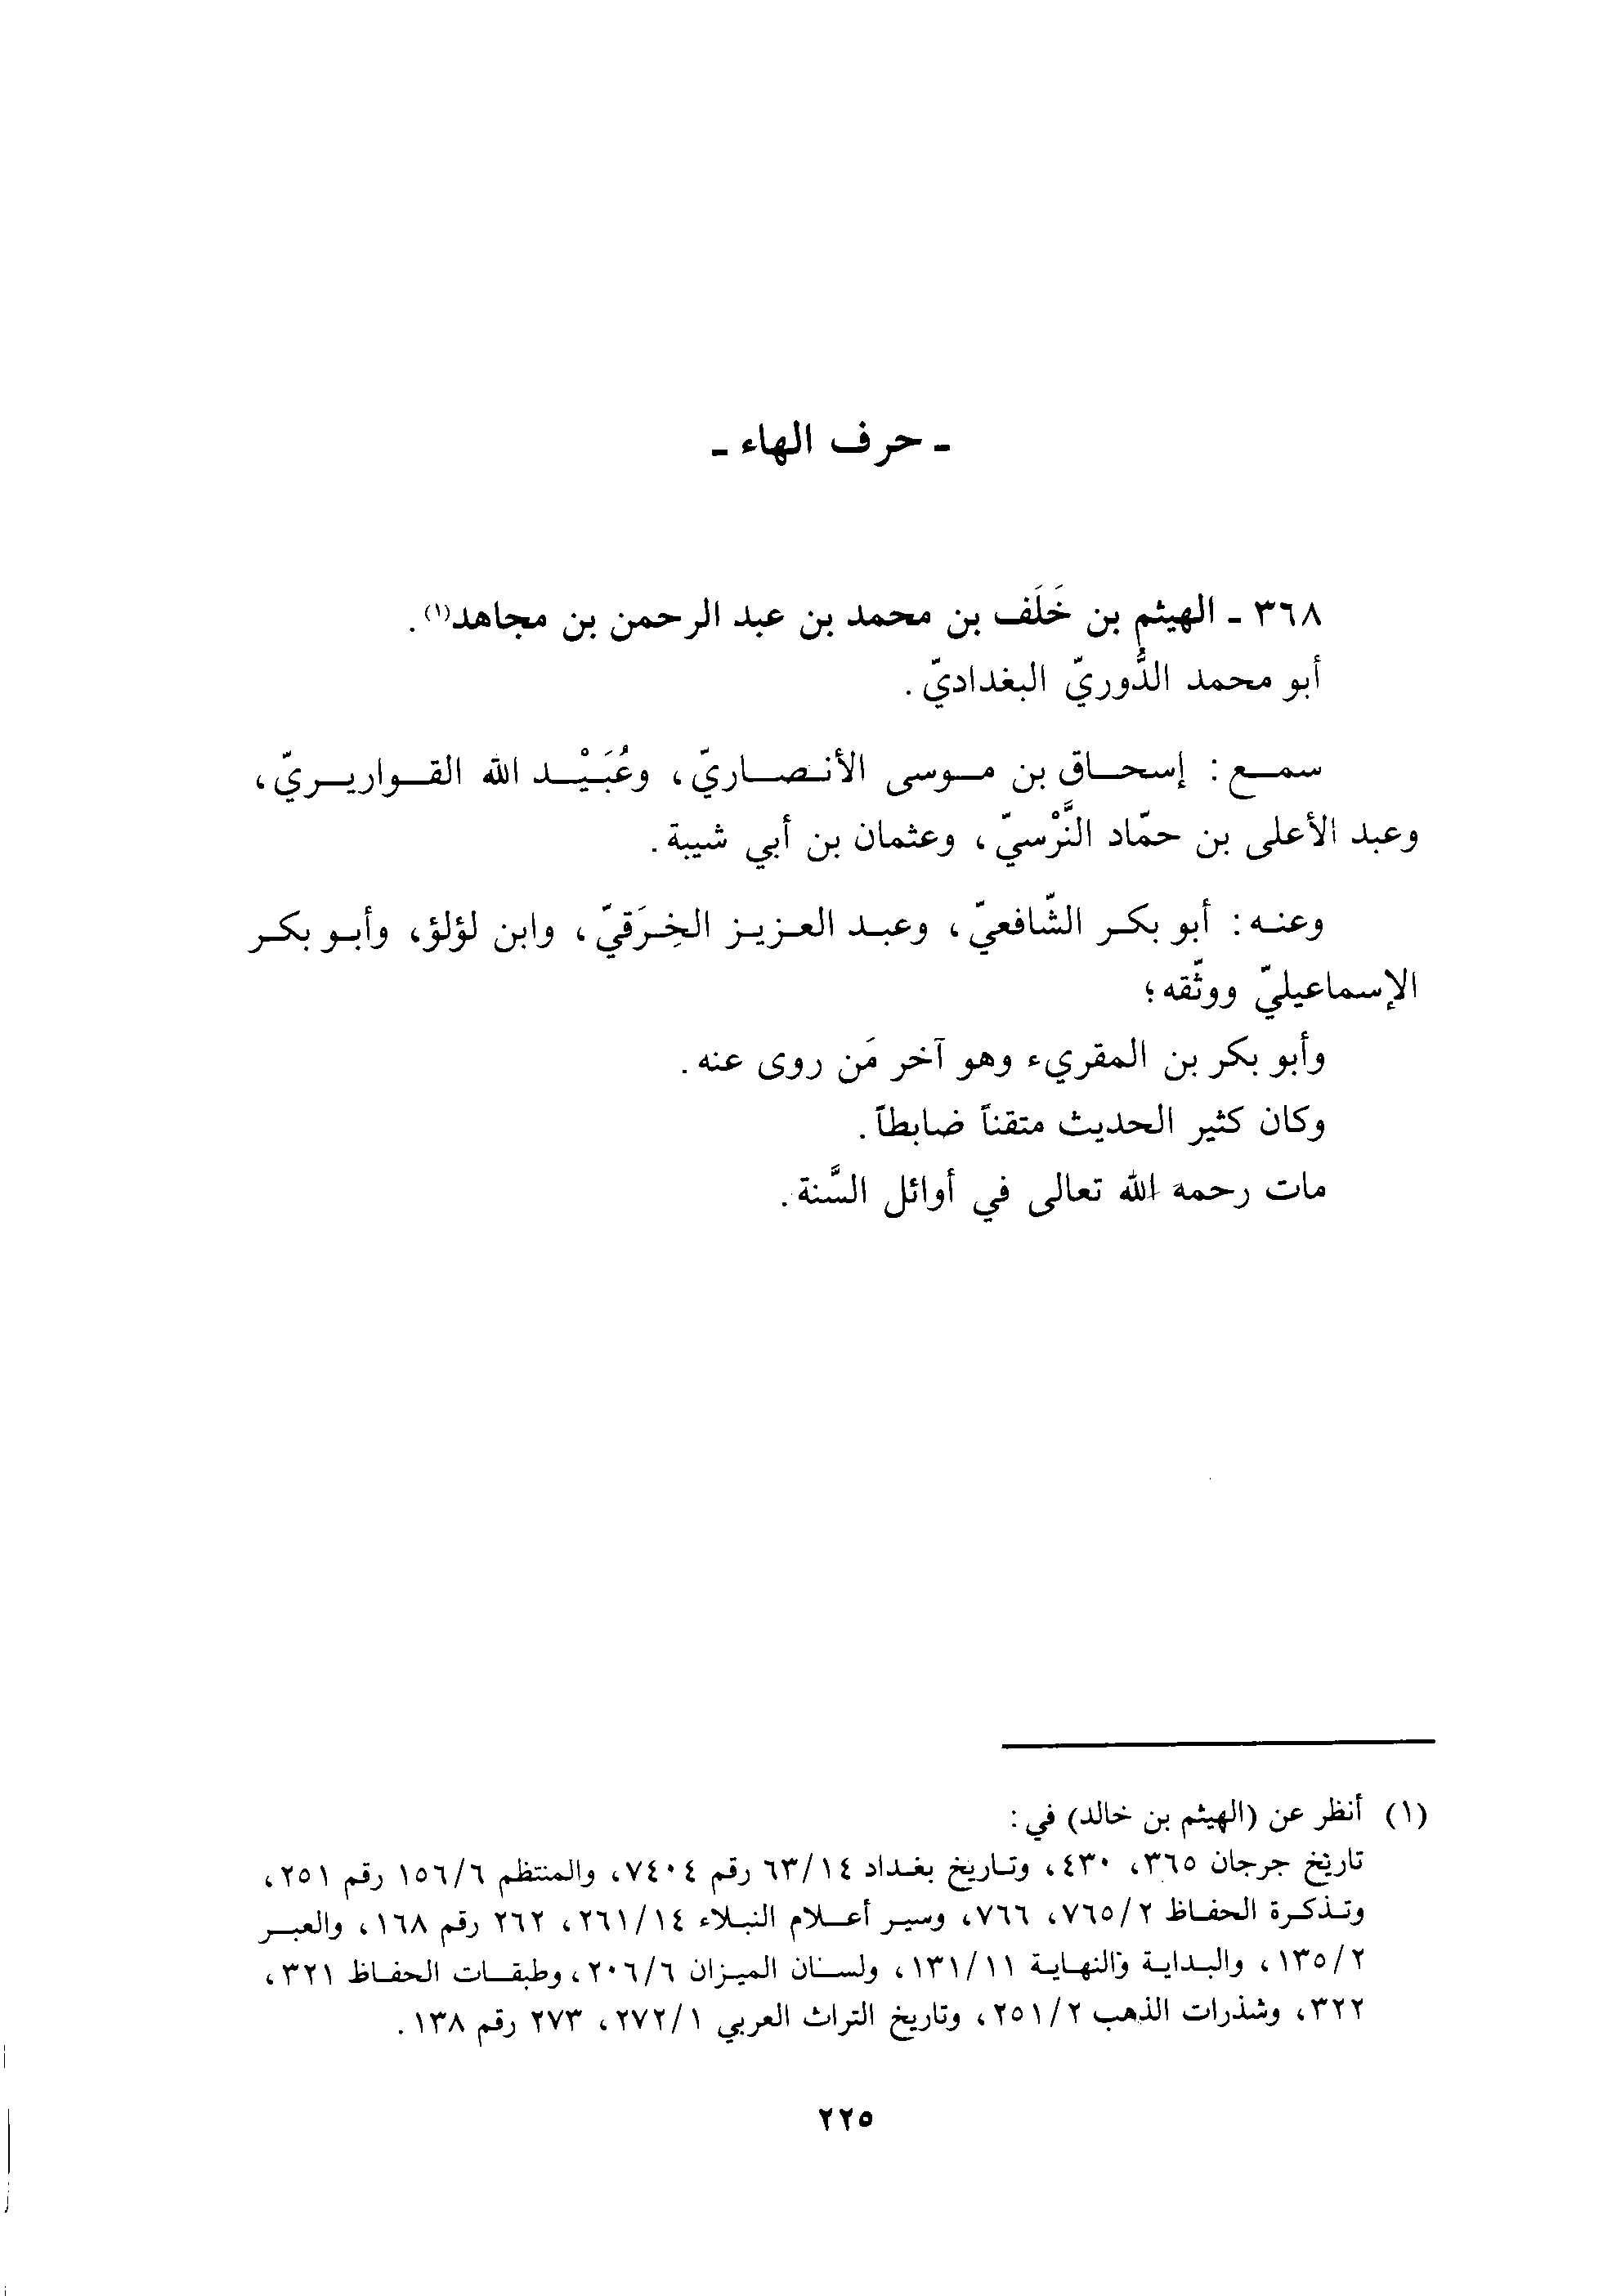 ـ حرف الهاء ـ
٣٦٨ ـ الهيثم بن خَلَف بن محمد بن عبد الرحمن بن مجاهد(١).
أبو محمد الدُّوريّ البغداديّ.
سمع: إسحاق بن موسى الأنصاريّ، وعُبَيْد الله القواريريّ،
وعبد الأعلى بن حمّاد النَّرْسيّ، وعثمان بن أبي شيبة.
وعنه: أبو بكر الشّافعيّ، وعبد العزيز الخِرَقيّ، وابن لؤلؤ، وأبو بكر
الإسماعيليّ ووثّقه؛
وأبو بكر بن المقريء وهو آخر مَن روى عنه.
وكان كثير الحديث متقناً ضابطاً.
مات رحمه الله تعالى في أوائل السَّنة.
(١) أنظر عن (الهيثم بن خالد) في:
تاريخ جرجان ٣٦٥، ٤٣٠، وتاريخ بغداد ٦٣/١٤ رقم ٧٤٠٤، والمنتظم ١٥٦/٦ رقم ٢٥١،
وتذكرة الحفاظ ٧٦٥/٢، ٧٦٦، وسير أعلام النبلاء ٢٦١/١٤، ٢٦٢ رقم ١٦٨، والعبر
١٣٥/٢، والبداية والنهاية ١٣١/١١، ولسان الميزان ٢٠٦/٦، وطبقات الحفاظ ٣٢١،
٣٢٢، وشذرات الذهب ٢٥١/٢، وتاريخ التراث العربي ٢٧٢/١، ٢٧٣ رقم ١٣٨.
٢٢٥